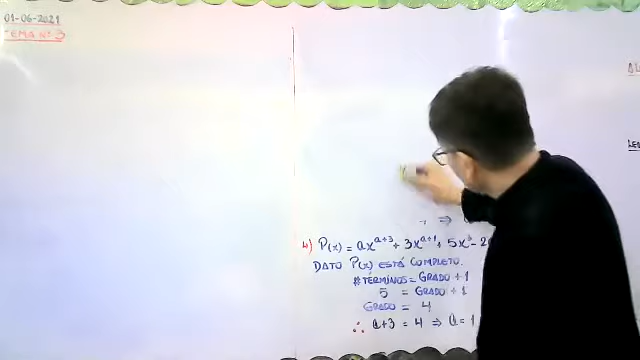 01-06-2021
TEMA N° 3
⇒
4) P(x) = ax^(a+3) + 3x^(a+1) + 5x^3 - 2
DATO P(x) ESTÁ COMPLETO.
#TÉRMINOS = GRADO + 1
5 = GRADO + 1
GRADO = 4
∴ a+3 = 4 ⇒ a = 1